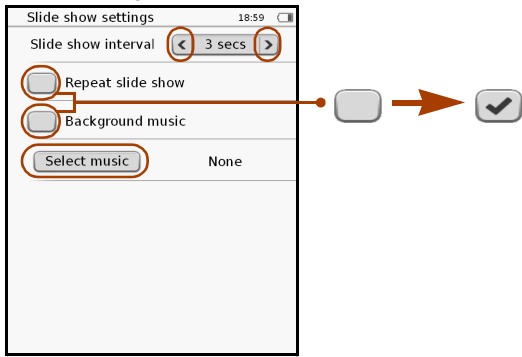 Slide show settings 18:59
Slide show interval < 3 secs >
Repeat slide show
Background music
Select music None